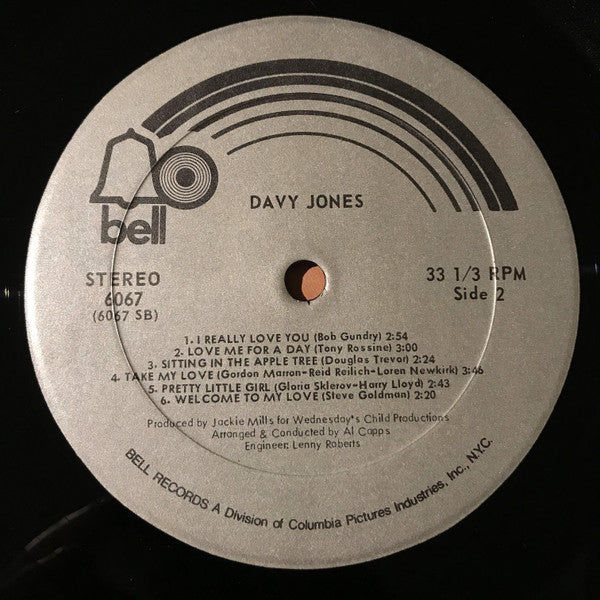 bell
DAVY JONES
STEREO
6067
(6067 SB)
33 1/3 RPM
Side 2
1. I REALLY LOVE YOU (Bob Gundry) 2:54
2. LOVE ME FOR A DAY (Tony Rossine) 3:00
3. SITTING IN THE APPLE TREE (Douglas Trevor) 2:24
4. TAKE MY LOVE (Gordon Marron-Reid Reilich-Loren Newkirk) 3:46
5. PRETTY LITTLE GIRL (Gloria Sklerov-Harry Lloyd) 2:43
6. WELCOME TO MY LOVE (Steve Goldman) 2:20
Produced by Jackie Mills for Wednesday's Child Productions
Arranged & Conducted by Al Capps
Engineer: Lenny Roberts
BELL RECORDS A Division of Columbia Pictures Industries, Inc., N.Y.C.